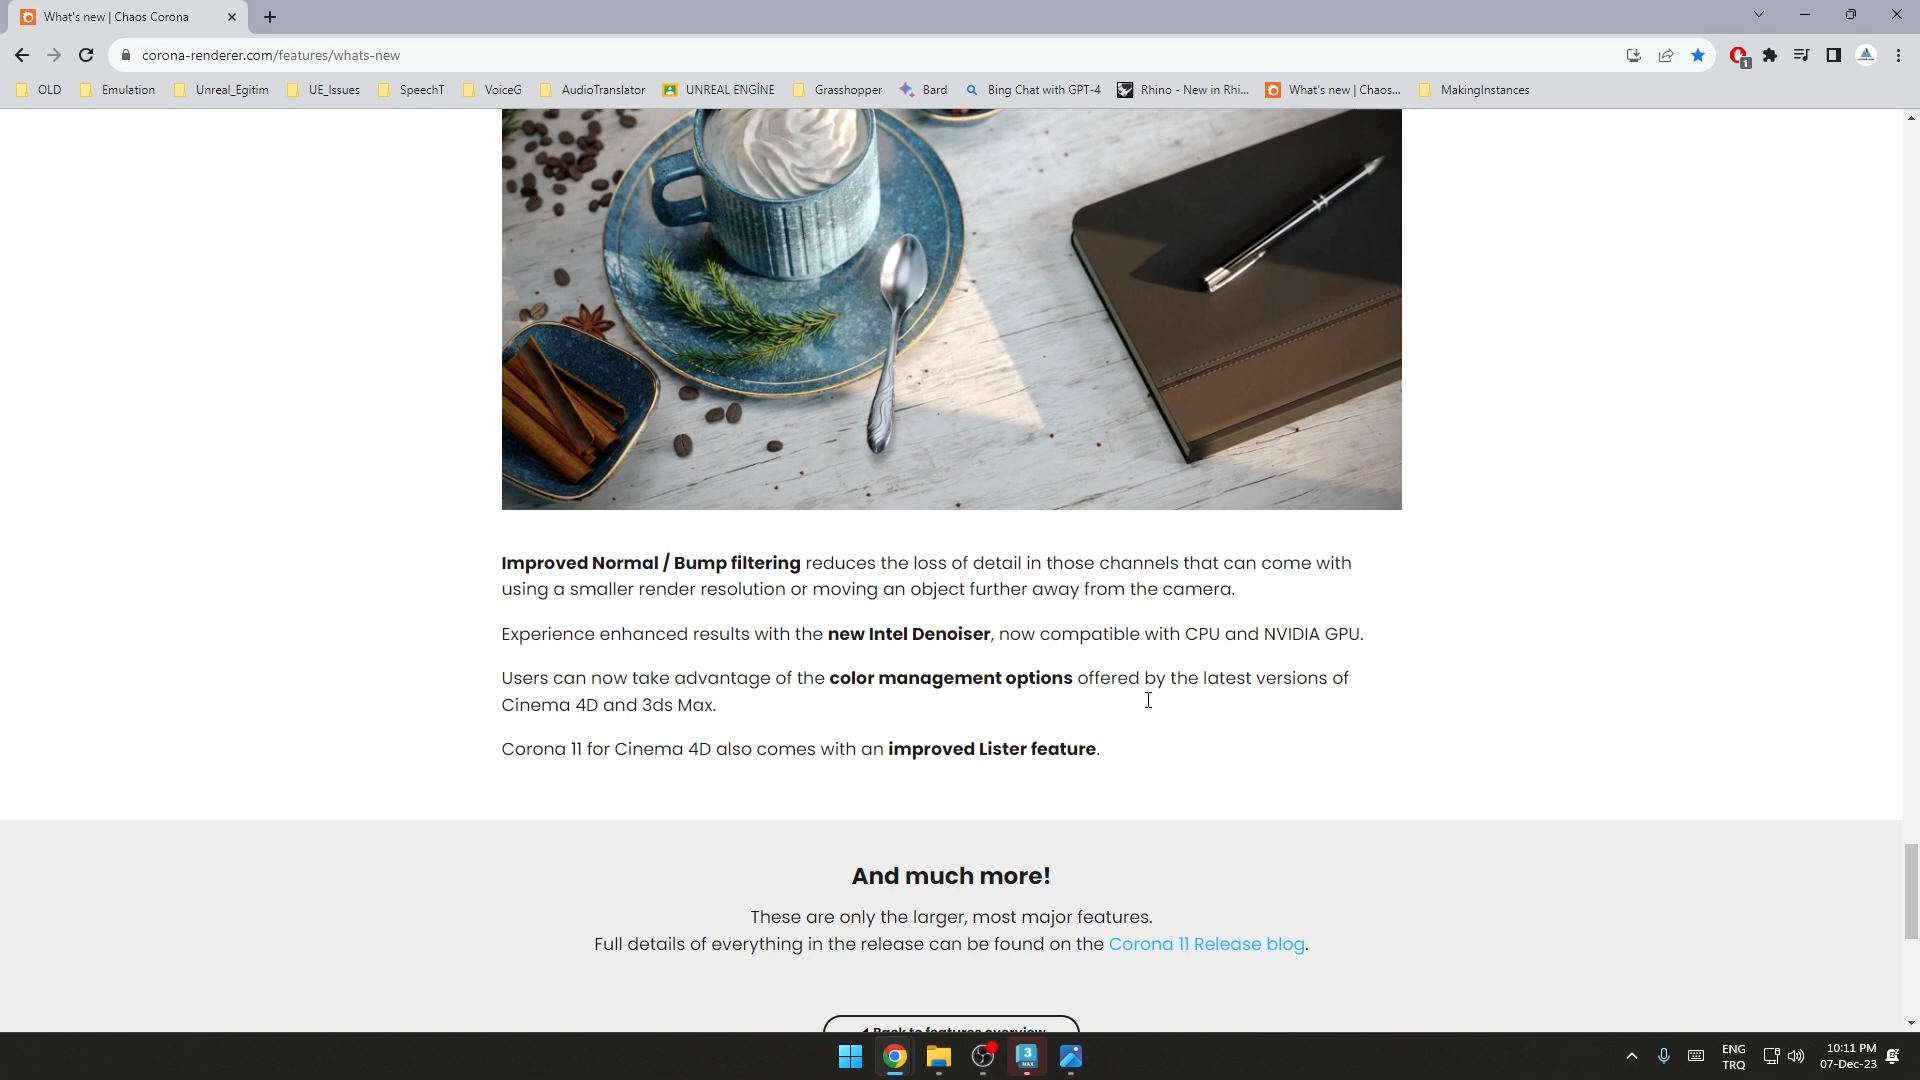 What's new | Chaos Corona
corona-renderer.com/features/whats-new
1
OLD
Emulation
Unreal_Egitim
UE_Issues
SpeechT
VoiceG
AudioTranslator
UNREAL ENGİNE
Grasshopper
Bard
Bing Chat with GPT-4
Rhino - New in Rhi...
What's new | Chaos...
MakingInstances
Improved Normal / Bump filtering reduces the loss of detail in those channels that can come with
using a smaller render resolution or moving an object further away from the camera.
Experience enhanced results with the new Intel Denoiser, now compatible with CPU and NVIDIA GPU.
Users can now take advantage of the color management options offered by the latest versions of
Cinema 4D and 3ds Max.
Corona 11 for Cinema 4D also comes with an improved Lister feature.
And much more!
These are only the larger, most major features.
Full details of everything in the release can be found on the Corona 11 Release blog.
Back to features overview
3
MAX
ENG
TRQ
10:11 PM
07-Dec-23